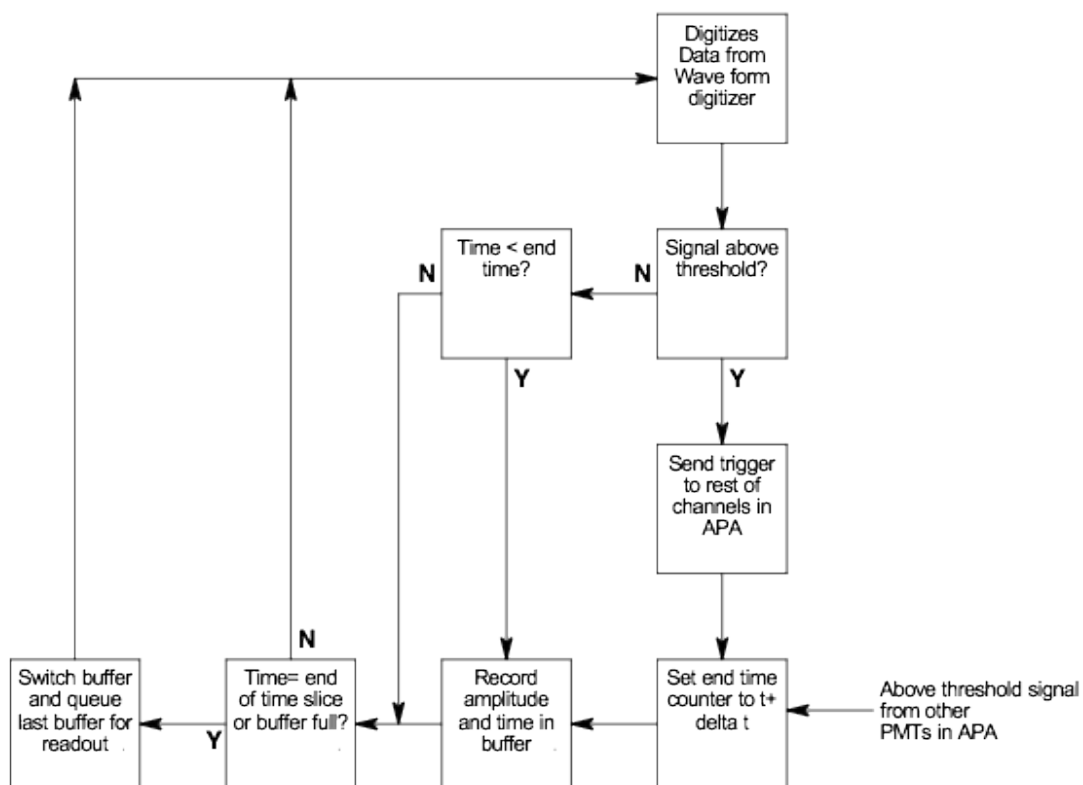 Digitizes
Data from
Wave form
digitizer
Time < end
time?
Signal above
threshold?
N
N
Y
Y
Send trigger
to rest of
channels in
APA
N
Switch buffer
and queue
last buffer for
readout
Time= end
of time slice
or buffer full?
Y
Record
amplitude
and time in
buffer
Set end time
counter to t+
delta t
Above threshold signal
from other
PMTs in APA